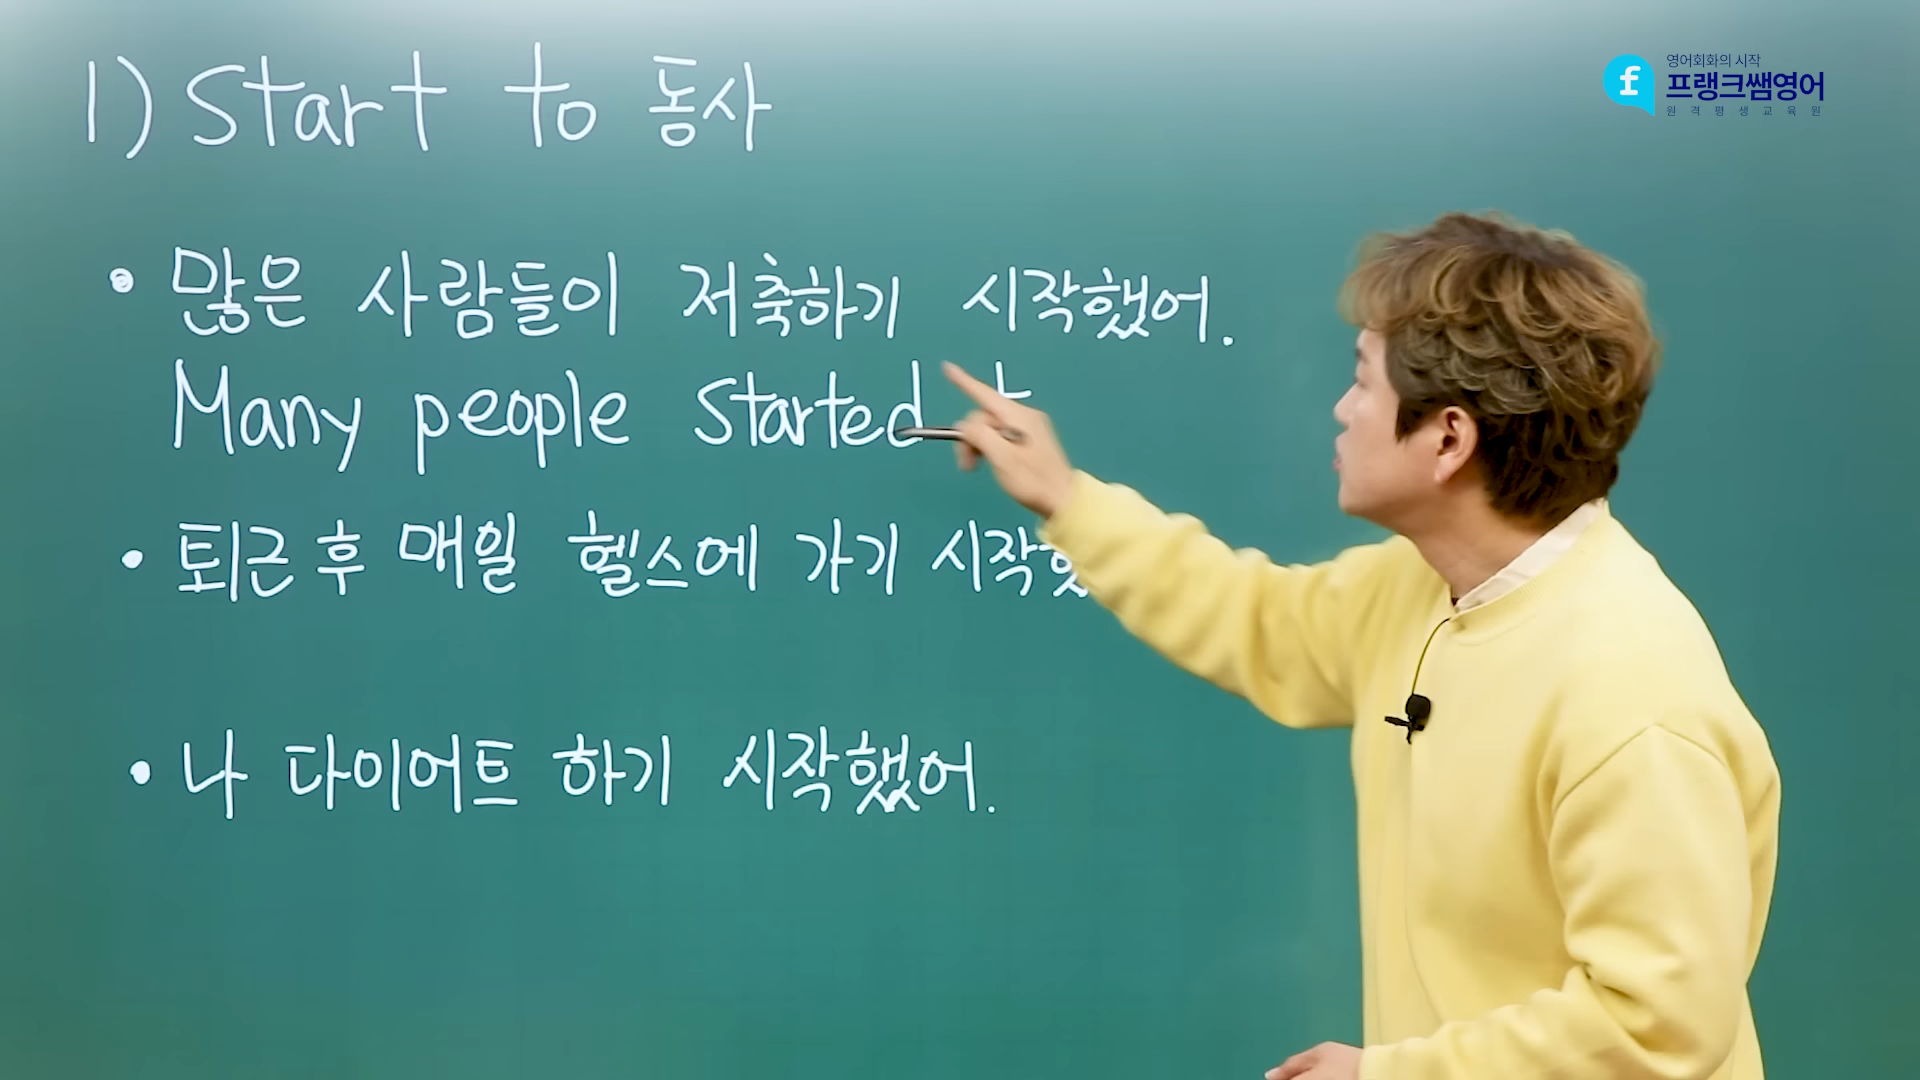 1) Start to 동사
영어회화의 시작
프랭크쌤영어
원격평생교육원
• 많은 사람들이 저축하기 시작했어.
Many people started
• 퇴근 후 매일 헬스에 가기 시작
• 나 다이어트 하기 시작했어.